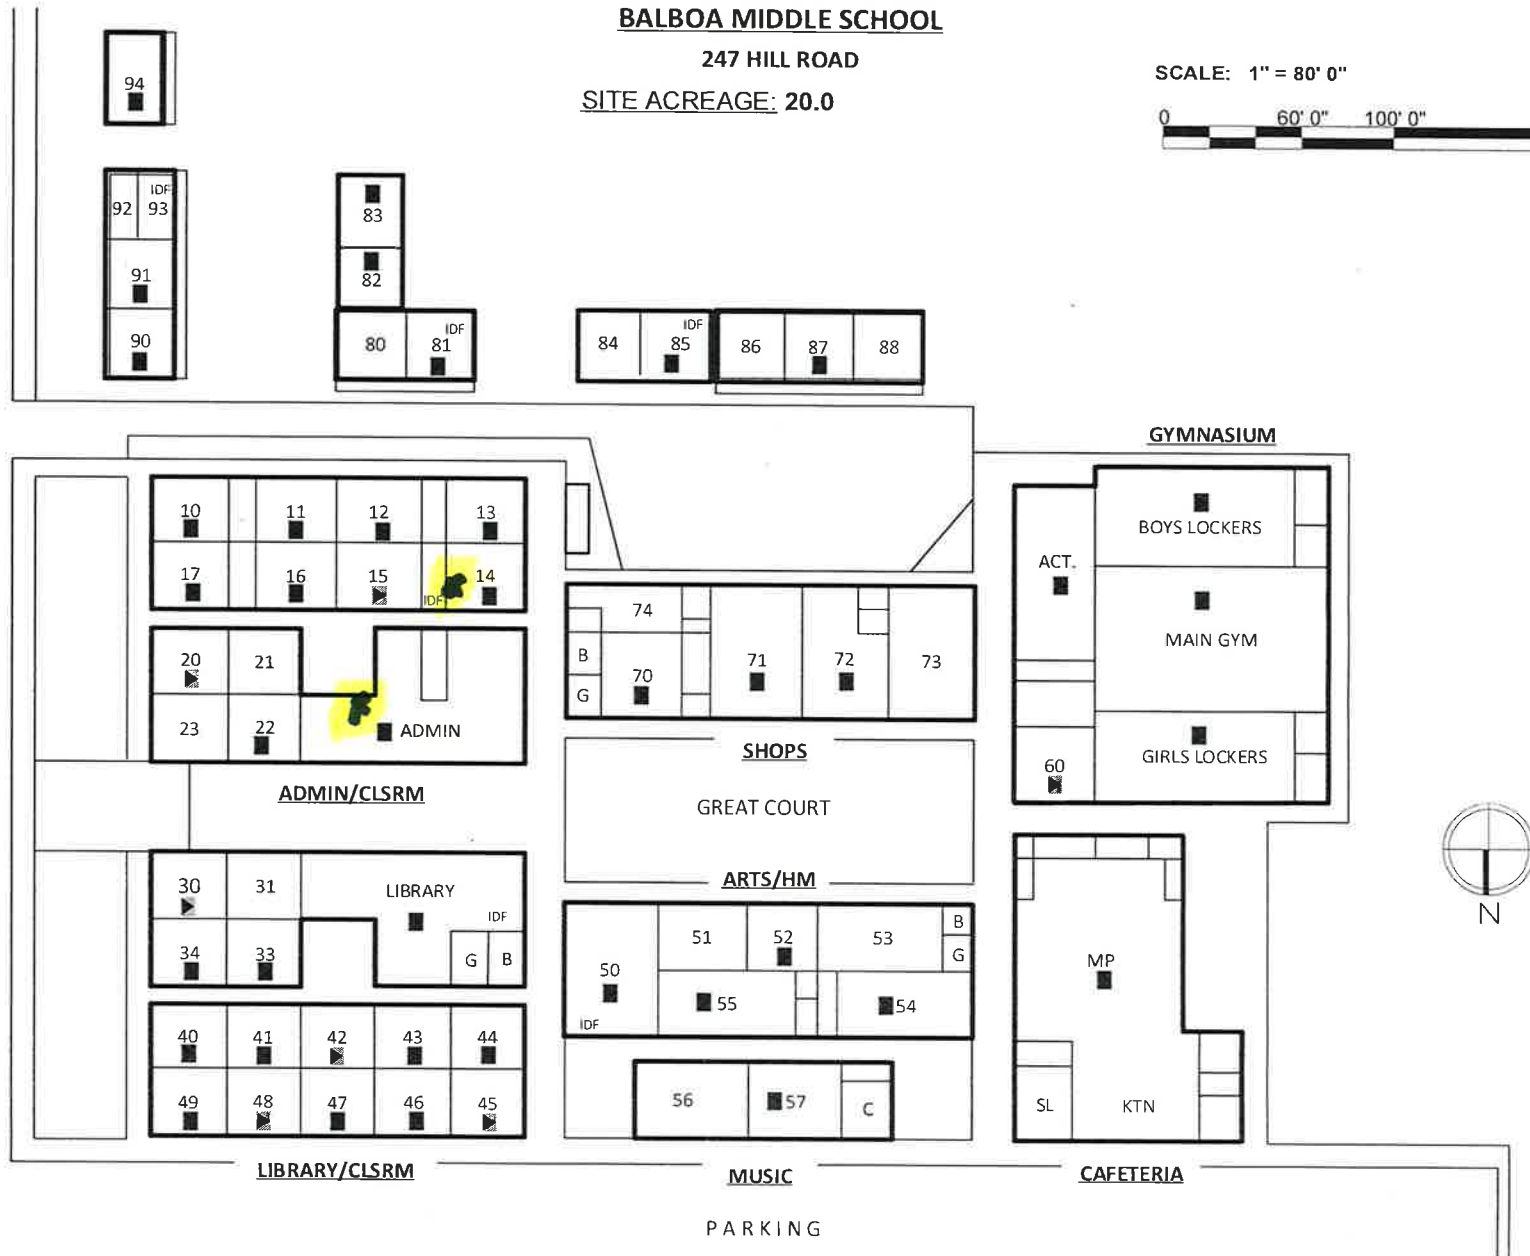 BALBOA MIDDLE SCHOOL
247 HILL ROAD
SITE ACREAGE: 20.0
SCALE: 1" = 80' 0"
0 60' 0" 100' 0"
94
92 IDF 93
91
90
83
82
80 81 IDF
84 85 IDF 86 87 88
GYMNASIUM
10 11 12 13
17 16 15 IDF 14
BOYS LOCKERS
ACT.
MAIN GYM
GIRLS LOCKERS
60
74
B
G
70 71 72 73
20 21
23 22 ADMIN
SHOPS
ADMIN/CLSRM
GREAT COURT
ARTS/HM
30 31 LIBRARY
IDF
34 33 G B
51 52 53 B
G
50
IDF
55 54
MP
N
40 41 42 43 44
49 48 47 46 45
56 57 C
SL KTN
LIBRARY/CLSRM
MUSIC
CAFETERIA
PARKING